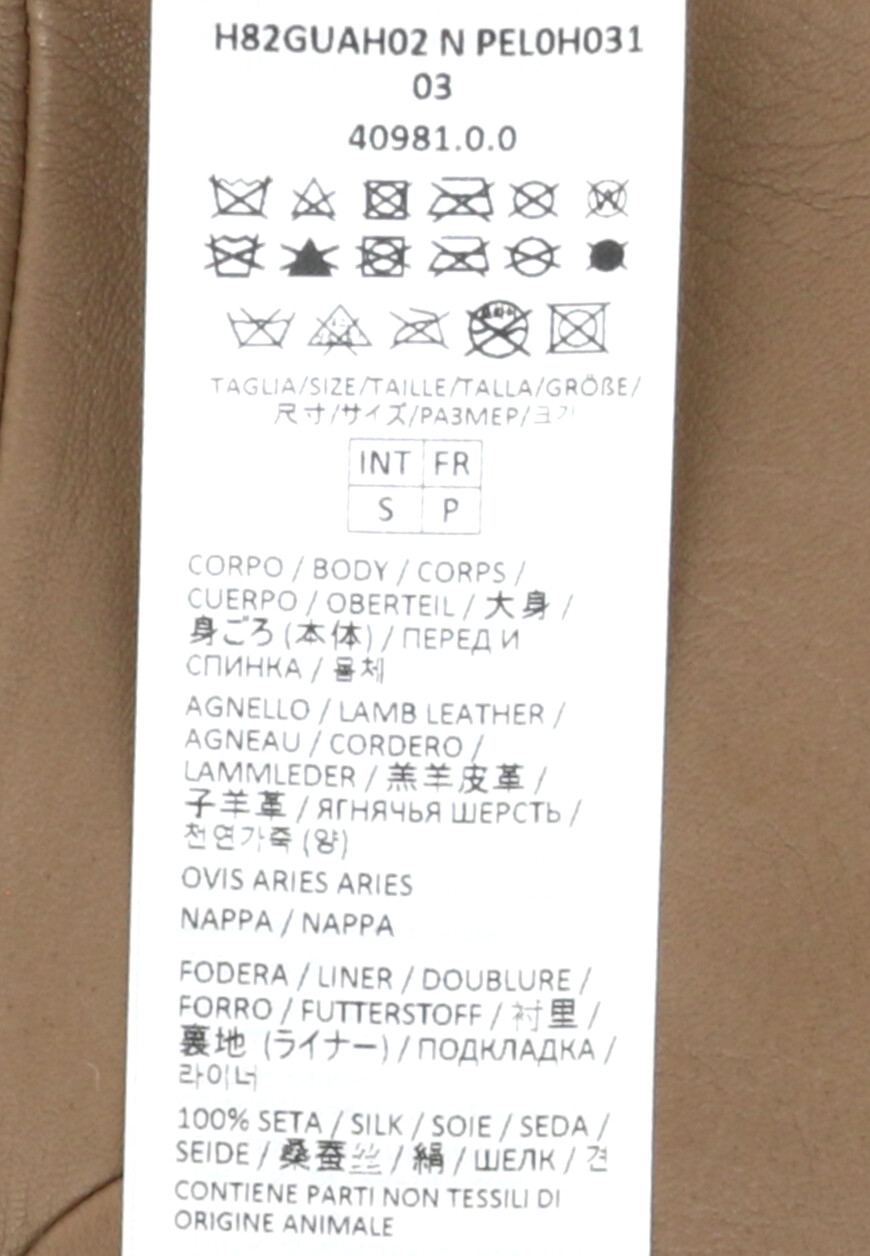 H82GUAH02 N PEL0H031
03
40981.0.0
TAGLIA/SIZE/TAILLE/TALLA/GRÖßE/
尺寸/サイズ/РАЗМЕР/크기
INT FR
S P
CORPO / BODY / CORPS /
CUERPO / OBERTEIL / 大身 /
身ごろ (本体) / ПЕРЕД И
СПИНКА / 몸체
AGNELLO / LAMB LEATHER /
AGNEAU / CORDERO /
LAMMLEDER / 羔羊皮革 /
子羊革 / ЯГНЯЧЬЯ ШЕРСТЬ /
천연가죽 (양)
OVIS ARIES ARIES
NAPPA / NAPPA
FODERA / LINER / DOUBLURE /
FORRO / FUTTERSTOFF / 衬里 /
裏地 (ライナー) / ПОДКЛАДКА /
라이너
100% SETA / SILK / SOIE / SEDA /
SEIDE / 桑蚕丝 / 絹 / ШЕЛК / 견
CONTIENE PARTI NON TESSILI DI
ORIGINE ANIMALE